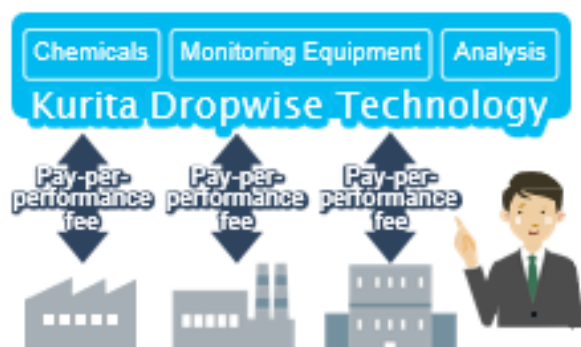 Chemicals
Monitoring Equipment
Analysis
Kurita Dropwise Technology
Pay-per-
performance
fee
Pay-per-
performance
fee
Pay-per-
performance
fee